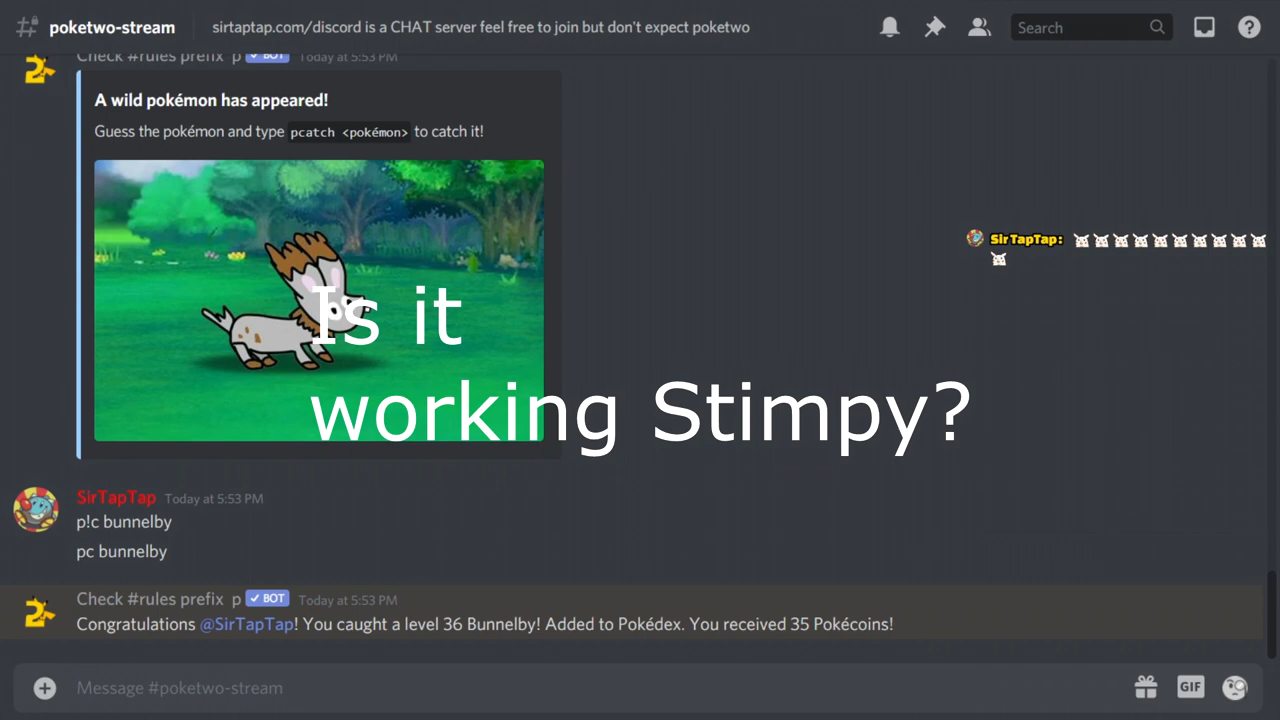 poketwo-stream
sirtaptap.com/discord is a CHAT server feel free to join but don't expect poketwo
Search
Check #rules prefix p BOT Today at 5:53 PM
A wild pokémon has appeared!
Guess the pokémon and type pcatch <pokémon> to catch it!
SirTapTap:
Is it
working Stimpy?
SirTapTap Today at 5:53 PM
p!c bunnelby
pc bunnelby
Check #rules prefix p BOT Today at 5:53 PM
Congratulations @SirTapTap! You caught a level 36 Bunnelby! Added to Pokédex. You received 35 Pokécoins!
Message #poketwo-stream
GIF